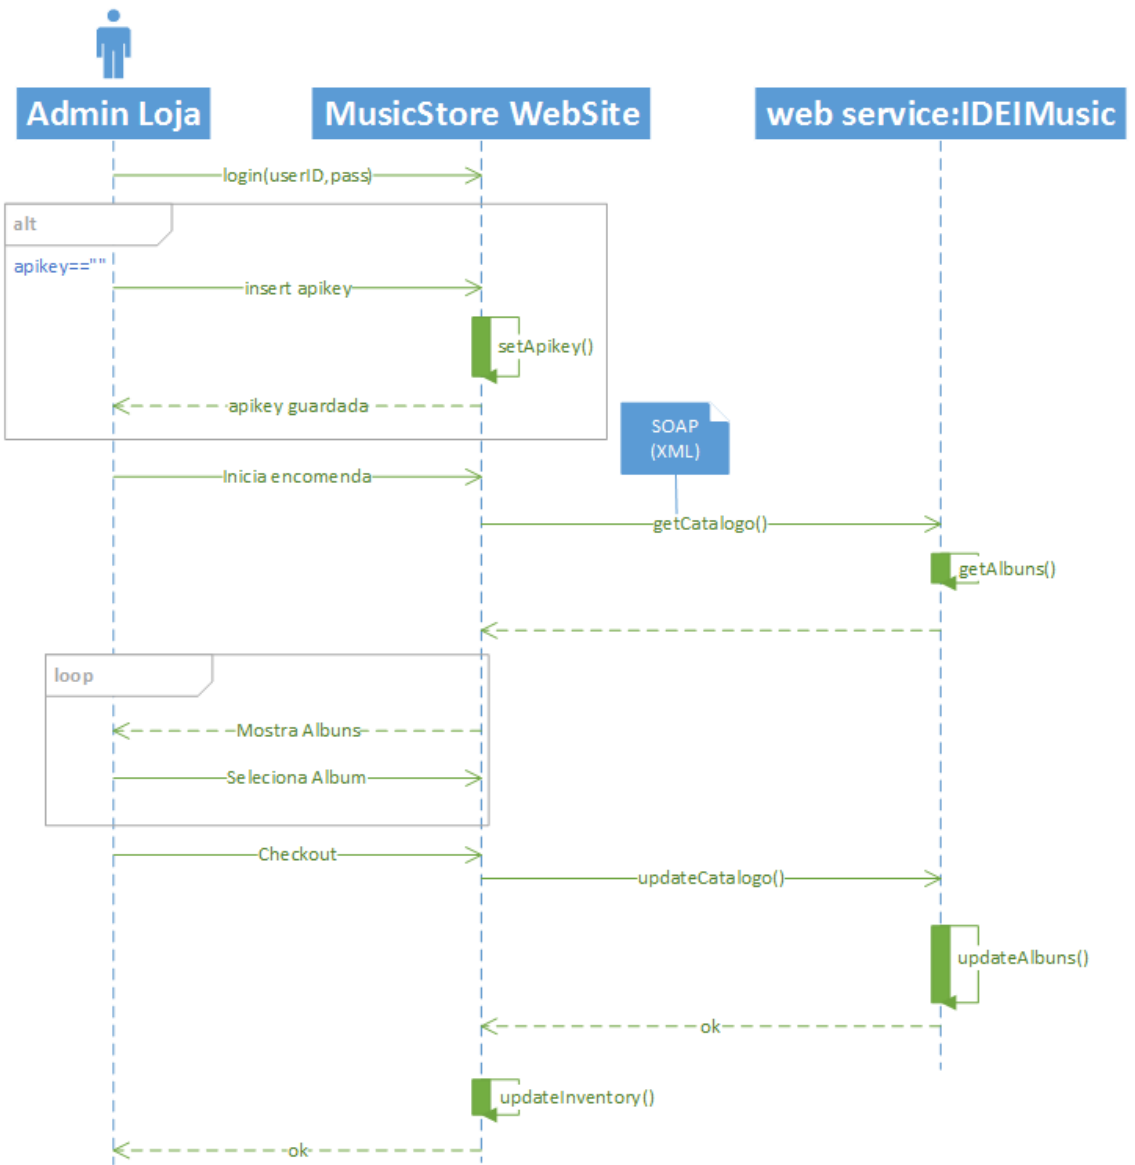 Admin Loja
MusicStore WebSite
web service:IDEIMusic
login(userID,pass)
alt
apikey==""
insert apikey
setApikey()
apikey guardada
SOAP
(XML)
Inicia encomenda
getCatalogo()
getAlbuns()
loop
Mostra Albuns
Seleciona Album
Checkout
updateCatalogo()
updateAlbuns()
ok
updateInventory()
ok